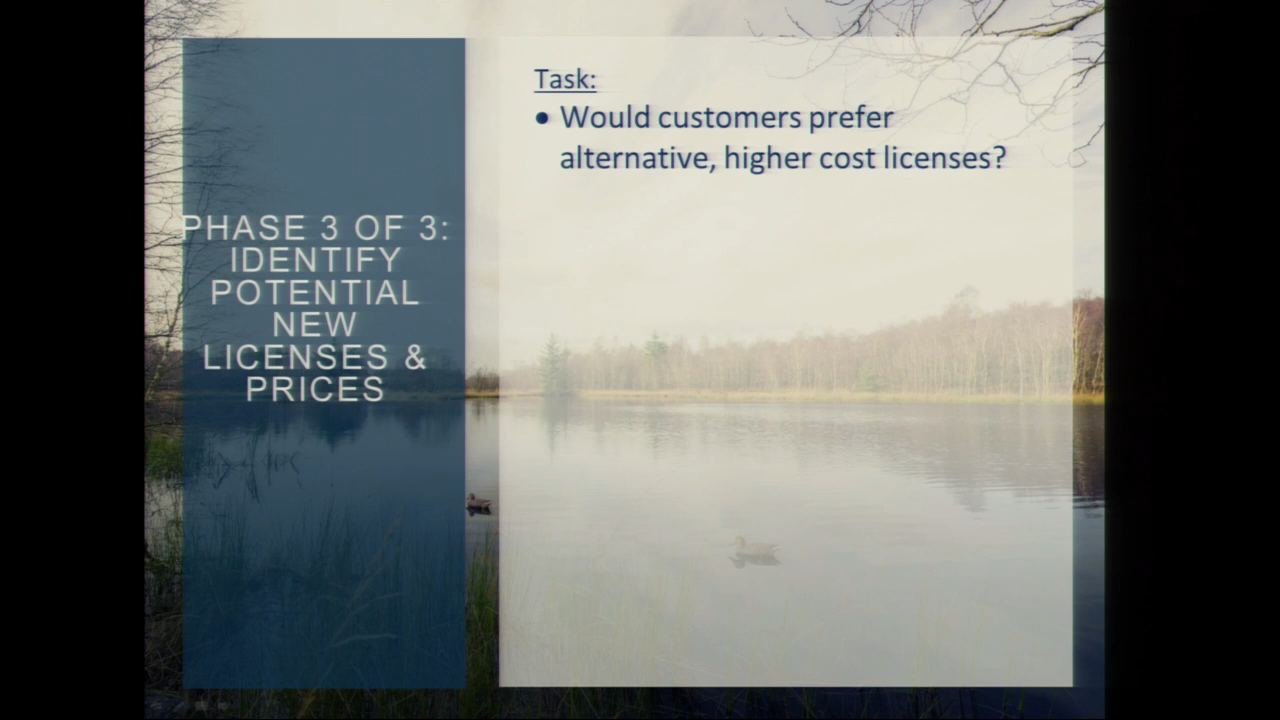 PHASE 3 OF 3:
IDENTIFY
POTENTIAL
NEW
LICENSES &
PRICES
Task:
• Would customers prefer
alternative, higher cost licenses?